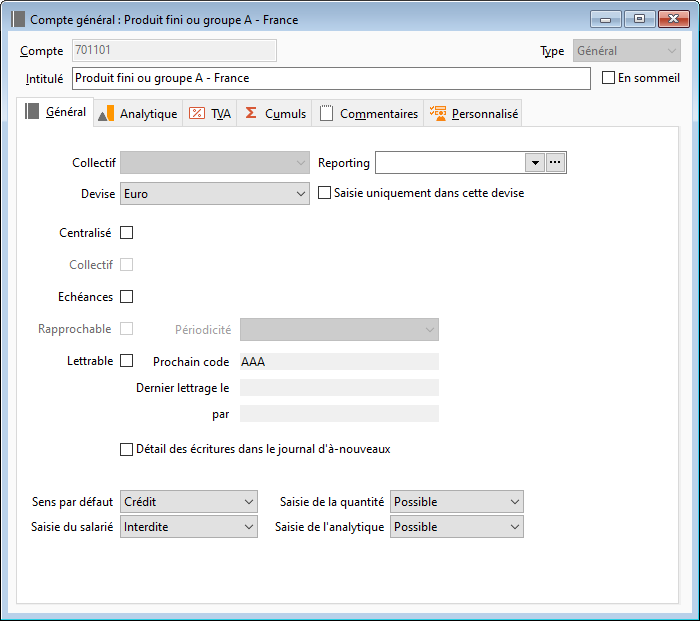 Compte général : Produit fini ou groupe A - France
Compte 701101 Type Général
Intitulé Produit fini ou groupe A - France En sommeil
Général Analytique TVA Cumuls Commentaires Personnalisé
Collectif Reporting
Devise Euro Saisie uniquement dans cette devise
Centralisé
Collectif
Echéances
Rapprochable Périodicité
Lettrable Prochain code AAA
Dernier lettrage le
par
Détail des écritures dans le journal d'à-nouveaux
Sens par défaut Crédit Saisie de la quantité Possible
Saisie du salarié Interdite Saisie de l'analytique Possible